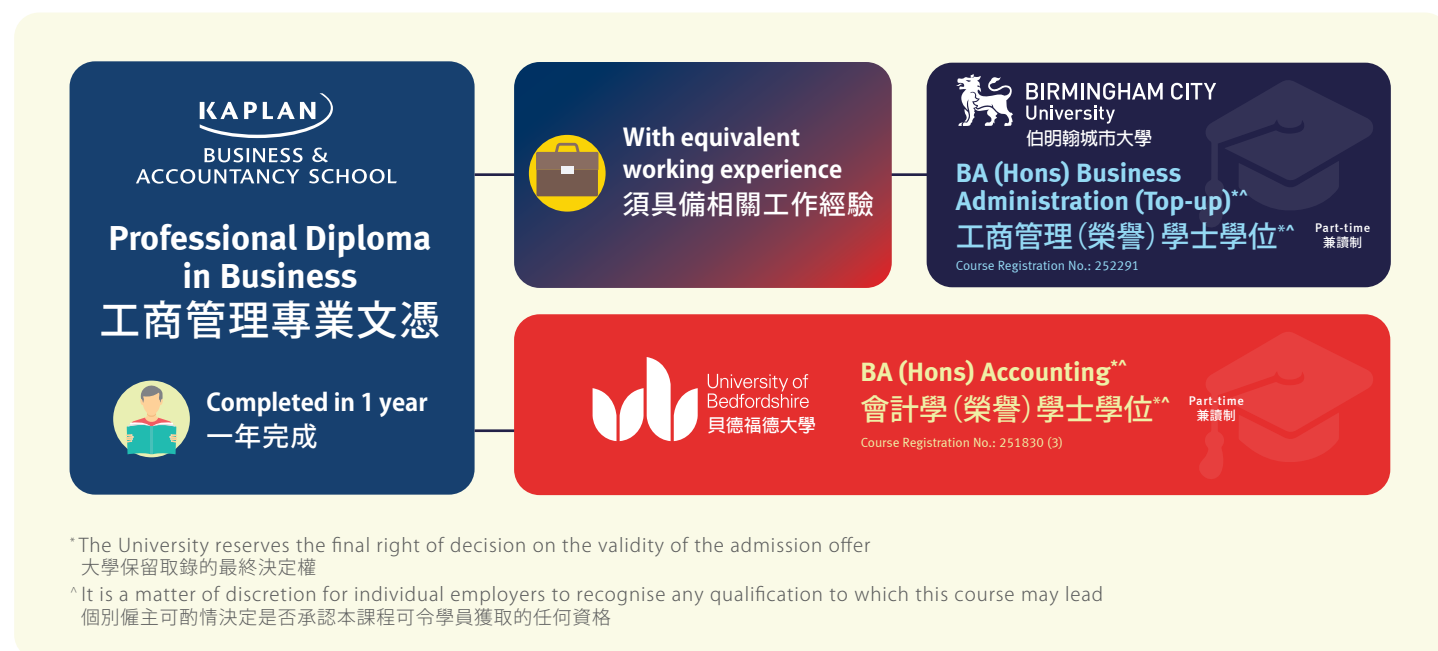 KAPLAN
BUSINESS &
ACCOUNTANCY SCHOOL
Professional Diploma
in Business
工商管理專業文憑
Completed in 1 year
一年完成
With equivalent
working experience
須具備相關工作經驗
BIRMINGHAM CITY
University
伯明翰城市大學
BA (Hons) Business
Administration (Top-up)*^
工商管理(榮譽)學士學位*^
Part-time
兼讀制
Course Registration No.: 252291
University of
Bedfordshire
貝德福德大學
BA (Hons) Accounting*^
會計學(榮譽)學士學位*^
Part-time
兼讀制
Course Registration No.: 251830 (3)
* The University reserves the final right of decision on the validity of the admission offer
大學保留取錄的最終決定權
^ It is a matter of discretion for individual employers to recognise any qualification to which this course may lead
個別僱主可酌情決定是否承認本課程可令學員獲取的任何資格